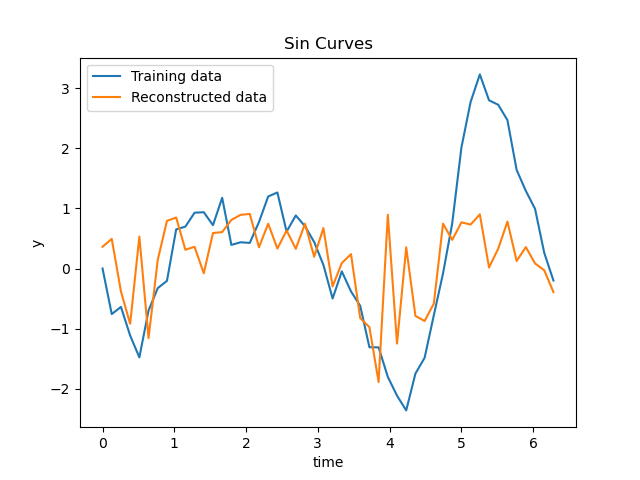 Sin Curves
Training data
Reconstructed data
y
3
2
1
0
−1
−2
0 1 2 3 4 5 6
time